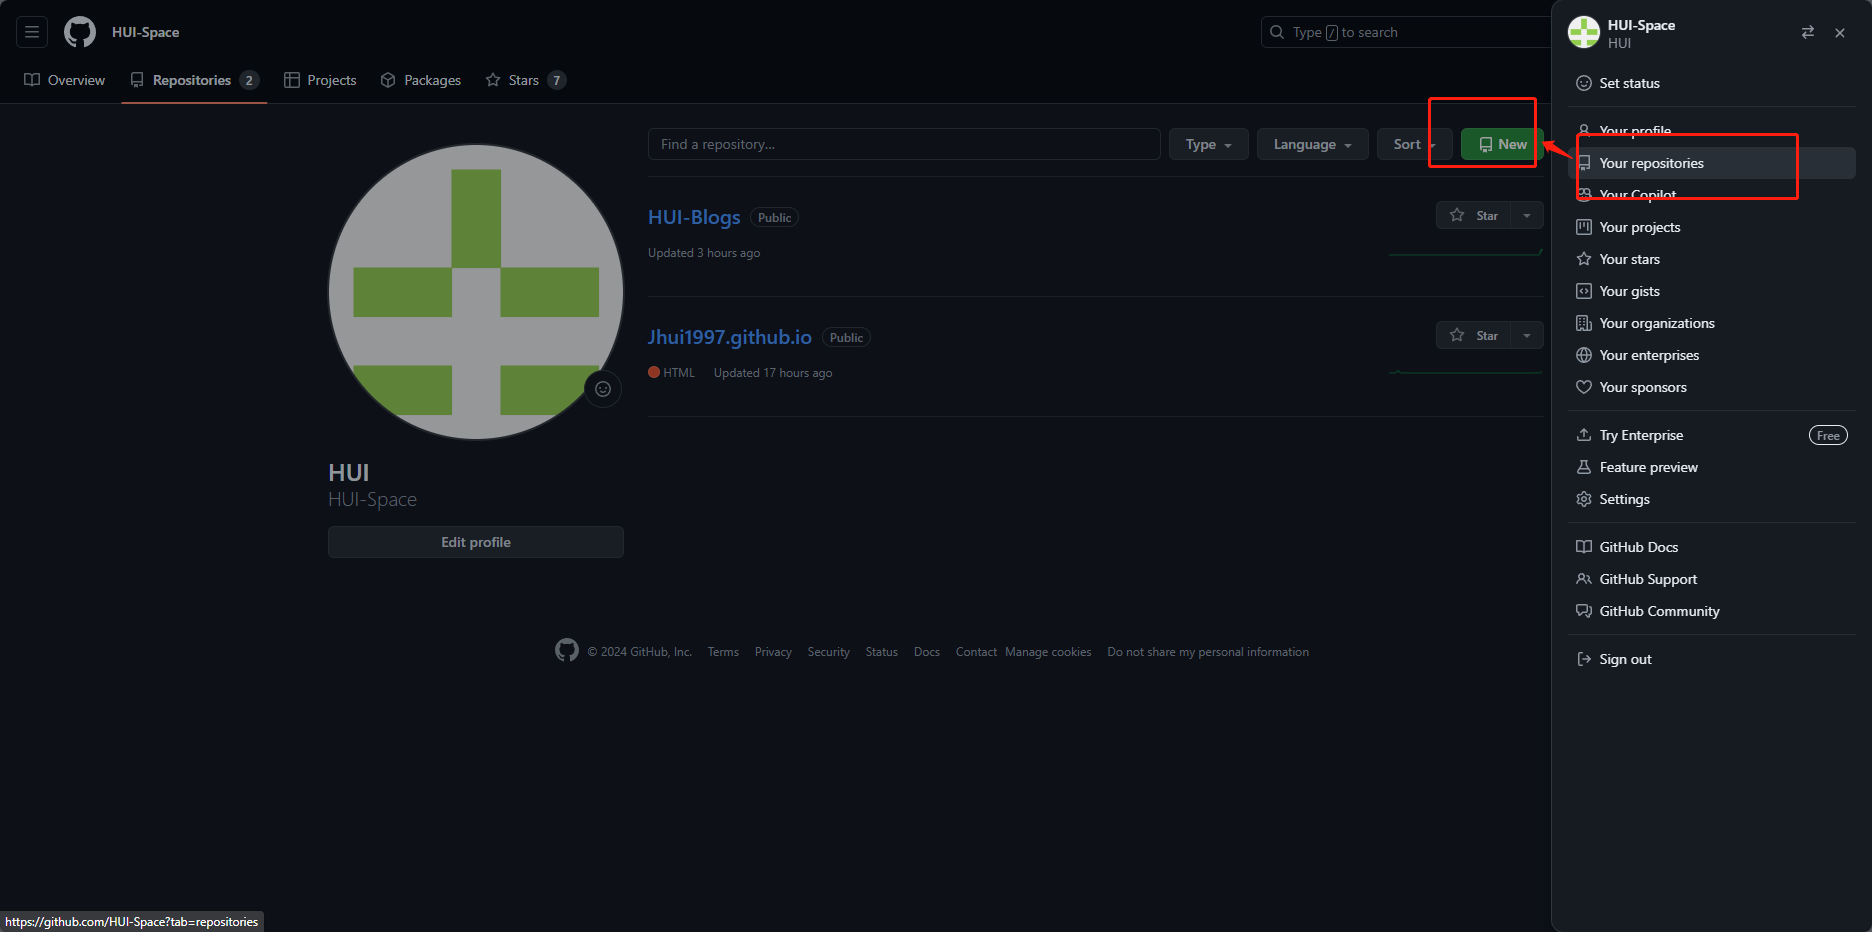 HUI-Space
Type / to search
Overview
Repositories 2
Projects
Packages
Stars 7
Find a repository...
Type
Language
Sort
New
HUI-Blogs Public
Star
Updated 3 hours ago
Jhui1997.github.io Public
Star
HTML Updated 17 hours ago
HUI
HUI-Space
Edit profile
© 2024 GitHub, Inc. Terms Privacy Security Status Docs Contact Manage cookies Do not share my personal information
HUI-Space
HUI
Set status
Your profile
Your repositories
Your Copilot
Your projects
Your stars
Your gists
Your organizations
Your enterprises
Your sponsors
Try Enterprise Free
Feature preview
Settings
GitHub Docs
GitHub Support
GitHub Community
Sign out
https://github.com/HUI-Space?tab=repositories